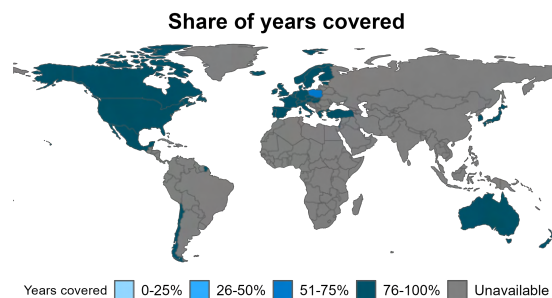 Share of years covered
Years covered 0-25% 26-50% 51-75% 76-100% Unavailable